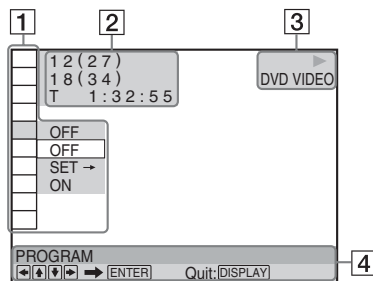 1
2
3
12(27)
18(34)
T 1:32:55
▶
DVD VIDEO
OFF
OFF
SET →
ON
PROGRAM
← ↑ ↓ → ➡ ENTER Quit: DISPLAY
4